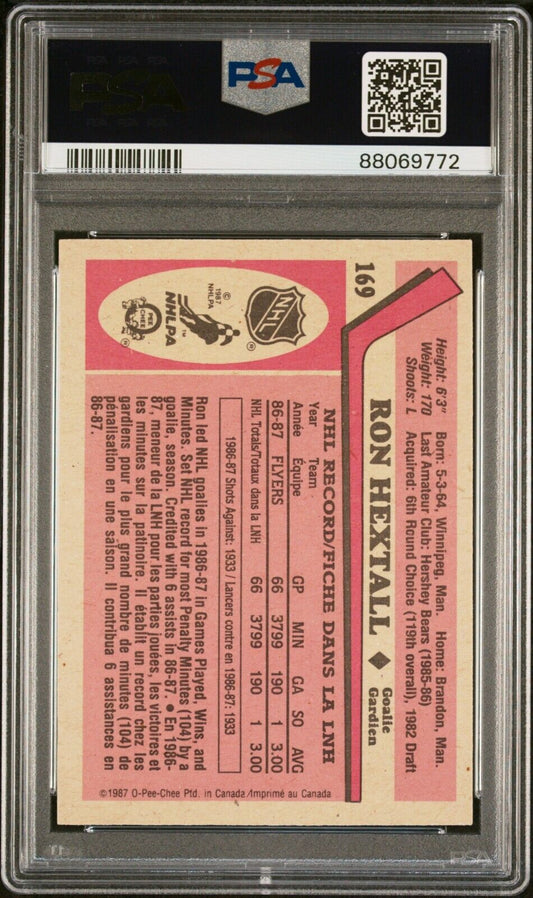 PSA
PSA
88069772
169
RON HEXTALL
Goalie
Gardien
Height: 6'3" Born: 5-3-64, Winnipeg, Man. Home: Brandon, Man.
Weight: 170 Last Amateur Club: Hershey Bears (1985-86)
Shoots: L Acquired: 6th Round Choice (119th overall), 1982 Draft
NHL RECORD/FICHE DANS LA LNH
Year Team
Année Équipe GP MIN GA SO AVG
86-87 FLYERS 66 3799 190 1 3.00
NHL Totals/Totaux dans la LNH 66 3799 190 1 3.00
1986-87 Shots Against: 1933 / Lancers contre en 1986-87: 1933
Ron led NHL goalies in 1986-87 in Games Played, Wins, and
Minutes. Set NHL record for most Penalty Minutes (104) by a
goalie, season. Credited with 6 assists in 86-87 ● En 1986-
87, meneur de la LNH pour les parties jouées, les victoires et
les minutes sur la patinoire. Il établit un record chez les
gardiens pour le plus grand nombre de minutes (104) de
pénalisation en une saison. Il contribua 6 assistances en
86-87.
NHL
®
© 1987 NHLPA
NHLPA
™
O
PEE
CHEE
®
©1987 O-Pee-Chee Ptd. in Canada/Imprimé au Canada
PSA